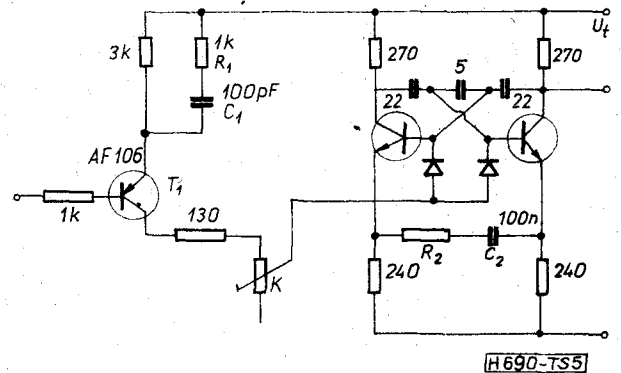 3k
1k
R1
100pF
C1
AF106
T1
1k
130
K
270
22
5
22
270
Ut
100n
R2
C2
240
240
H690-TS5